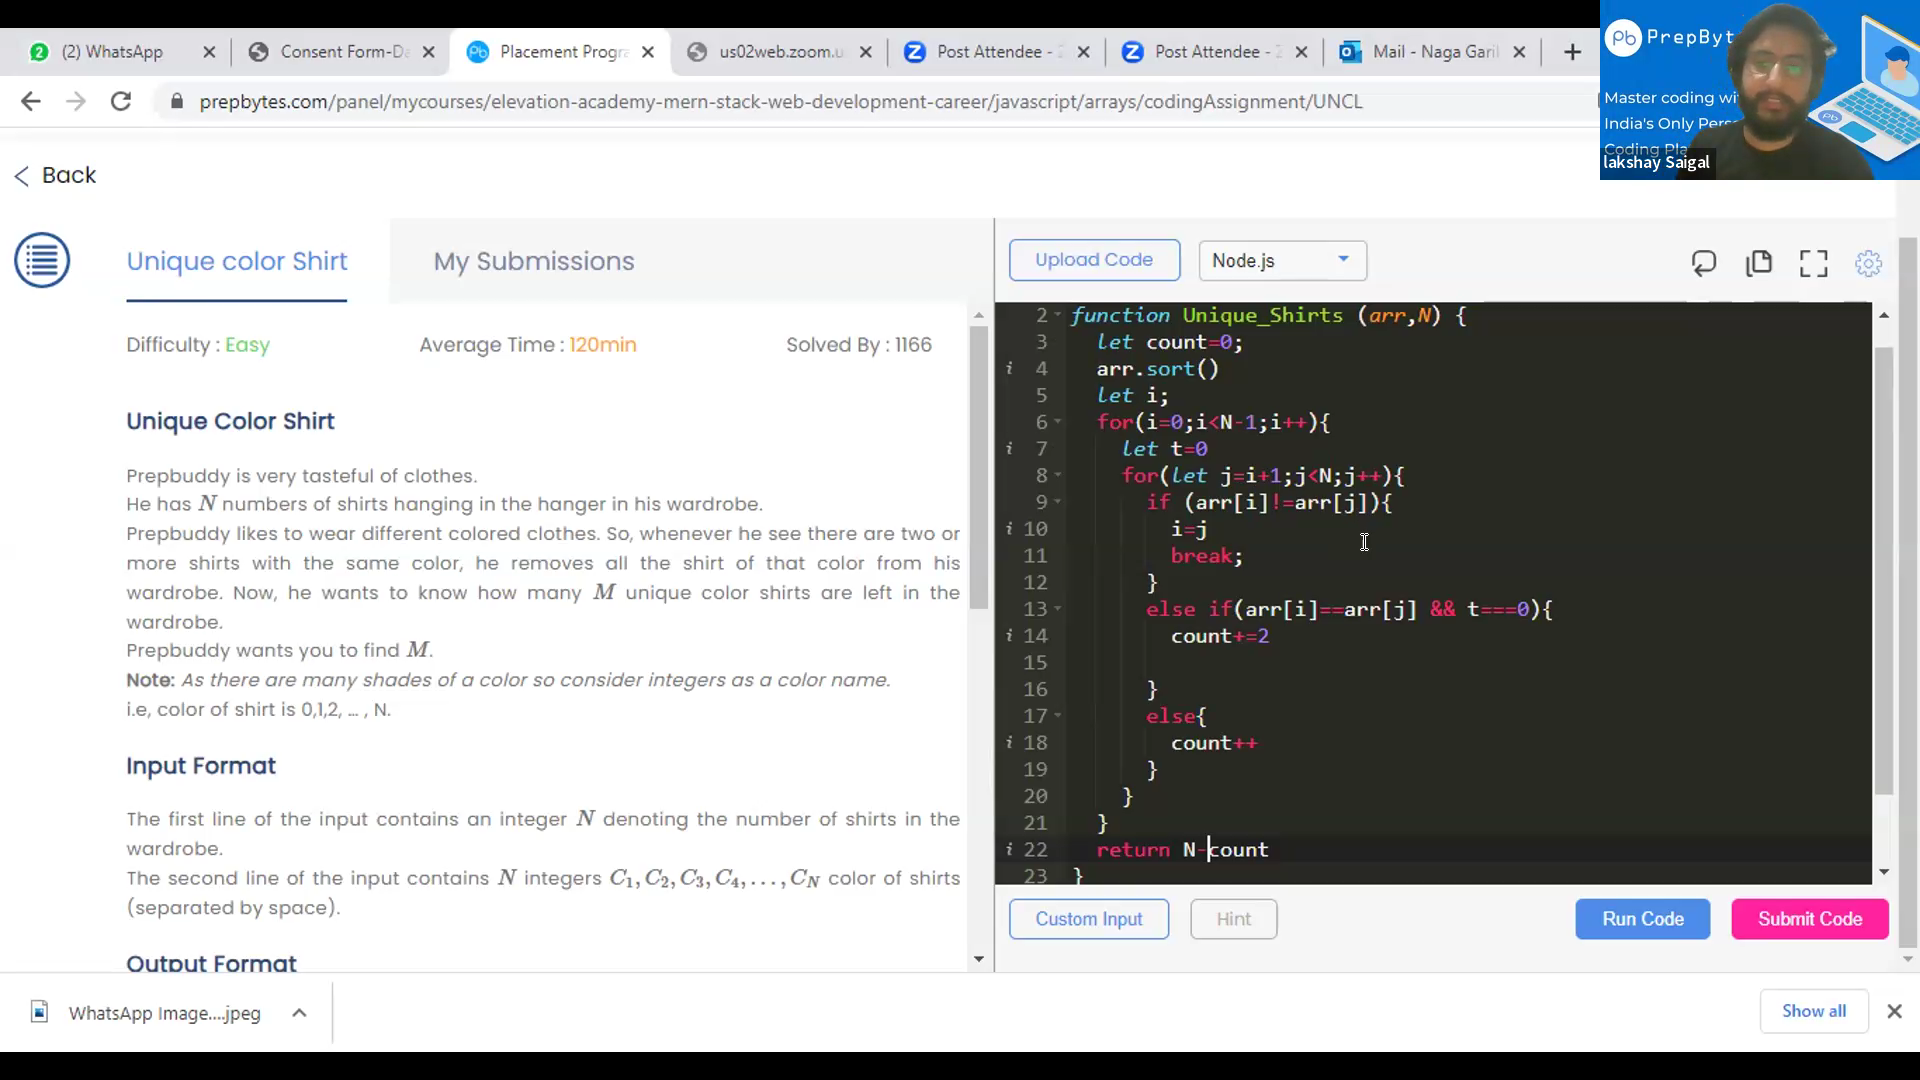 2
(2) WhatsApp
Consent Form-Da
Pb
Placement Progra
us02web.zoom.u
Z
Post Attendee -
Z
Post Attendee -
Mail - Naga Garil
prepbytes.com/panel/mycourses/elevation-academy-mern-stack-web-development-career/javascript/arrays/codingAssignment/UNCL
Pb PrepByt
Master coding wi
India's Only Pers
Coding Pla
lakshay Saigal
Back
Unique color Shirt
My Submissions
Upload Code
Node.js
Difficulty : Easy
Average Time : 120min
Solved By : 1166
Unique Color Shirt
Prepbuddy is very tasteful of clothes.
He has N numbers of shirts hanging in the hanger in his wardrobe.
Prepbuddy likes to wear different colored clothes. So, whenever he see there are two or
more shirts with the same color, he removes all the shirt of that color from his
wardrobe. Now, he wants to know how many M unique color shirts are left in the
wardrobe.
Prepbuddy wants you to find M.
Note: As there are many shades of a color so consider integers as a color name.
i.e, color of shirt is 0,1,2, ... , N.
Input Format
The first line of the input contains an integer N denoting the number of shirts in the
wardrobe.
The second line of the input contains N integers C1, C2, C3, C4, . . . , CN color of shirts
(separated by space).
Output Format
2 function Unique_Shirts (arr,N) {
3 let count=0;
i 4 arr.sort()
5 let i;
6 for(i=0;i<N-1;i++){
i 7 let t=0
8 for(let j=i+1;j<N;j++){
9 if (arr[i]!=arr[j]){
i 10 i=j
11 break;
12 }
13 else if(arr[i]==arr[j] && t===0){
i 14 count+=2
15
16 }
17 else{
i 18 count++
19 }
20 }
21 }
i 22 return N-count
23 }
Custom Input
Hint
Run Code
Submit Code
WhatsApp Image....jpeg
Show all